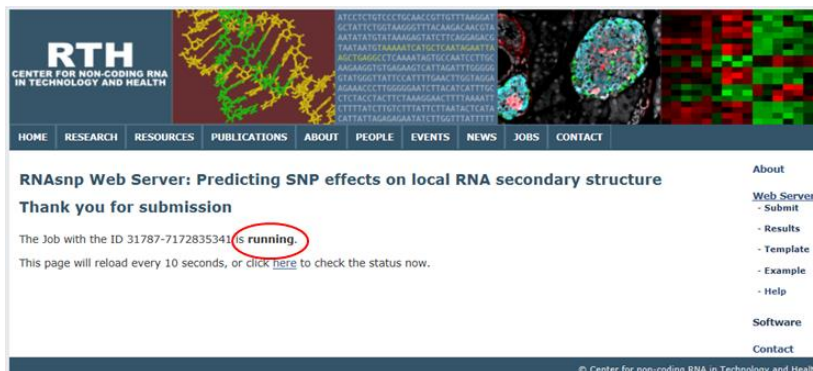 RTH
CENTER FOR NON-CODING RNA
IN TECHNOLOGY AND HEALTH
HOME RESEARCH RESOURCES PUBLICATIONS ABOUT PEOPLE EVENTS NEWS JOBS CONTACT
RNAsnp Web Server: Predicting SNP effects on local RNA secondary structure
Thank you for submission
The Job with the ID 31787-7172835341 is running.
This page will reload every 10 seconds, or click here to check the status now.
About
Web Server
- Submit
- Results
- Template
- Example
- Help
Software
Contact
© Center for non-coding RNA in Technology and Healt